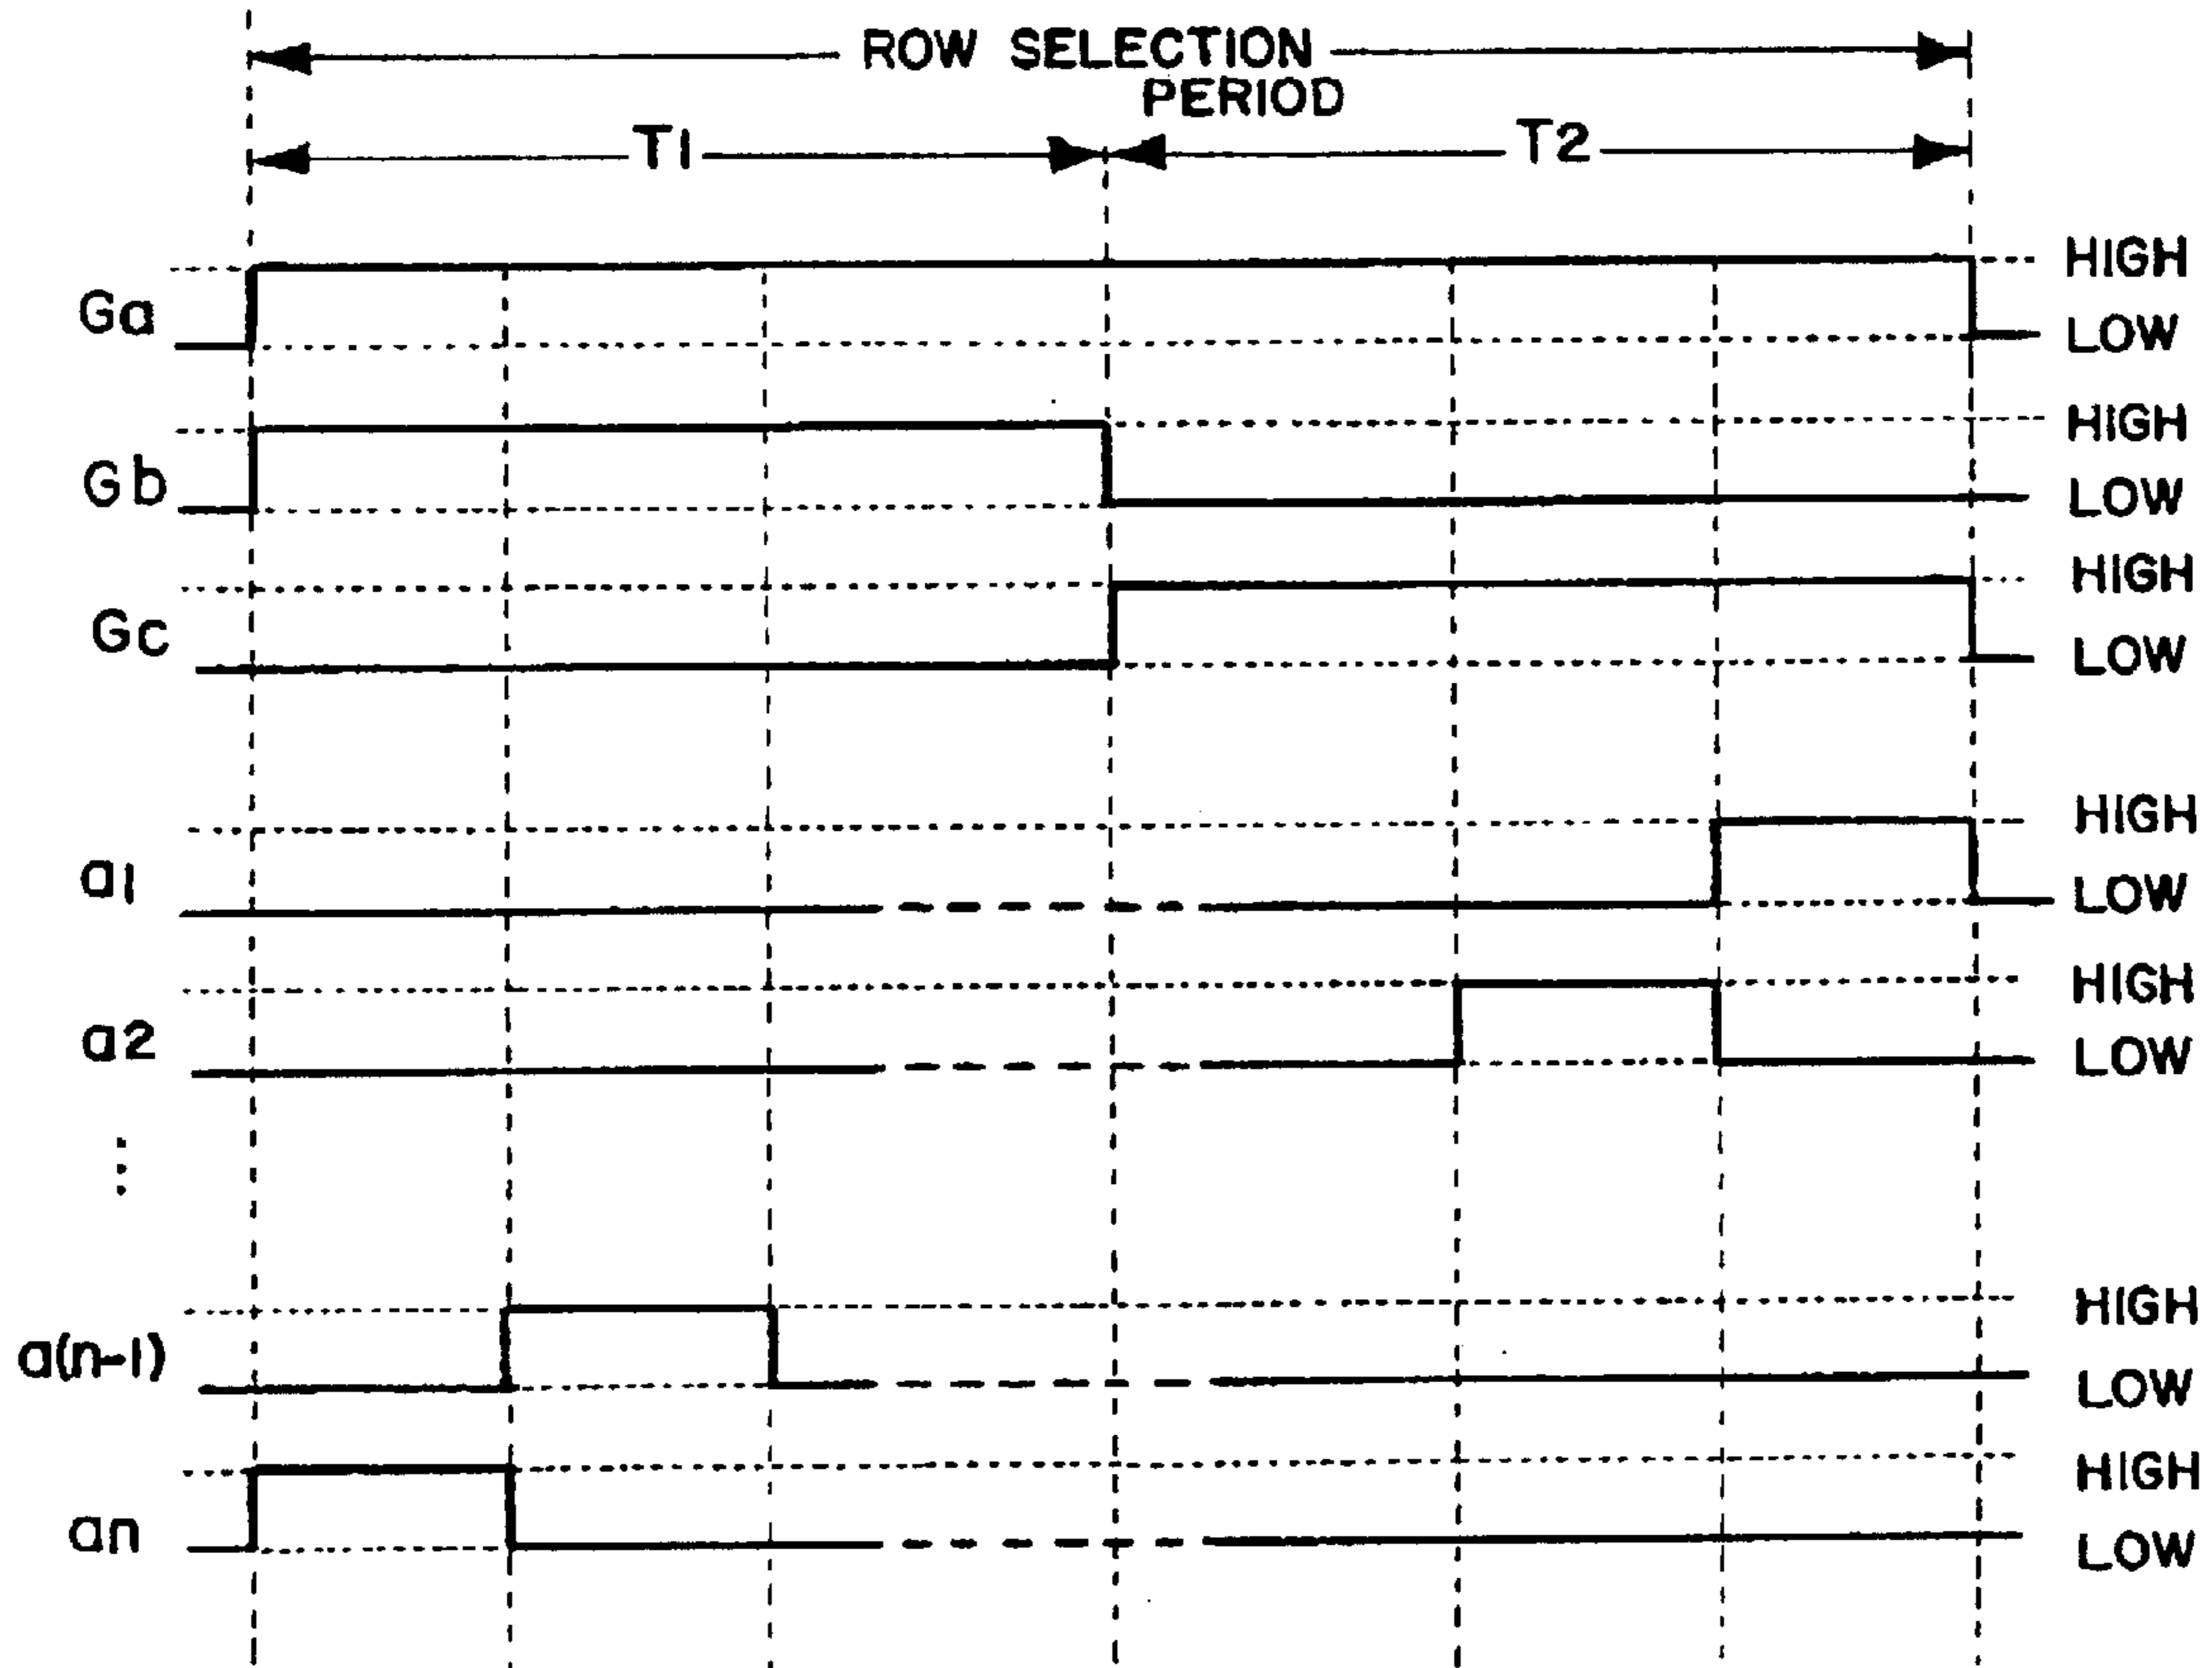 ROW SELECTION
PERIOD
T1 T2
Ga HIGH
LOW
Gb HIGH
LOW
Gc HIGH
LOW
a1 HIGH
LOW
a2 HIGH
LOW
a(n-1) HIGH
LOW
an HIGH
LOW